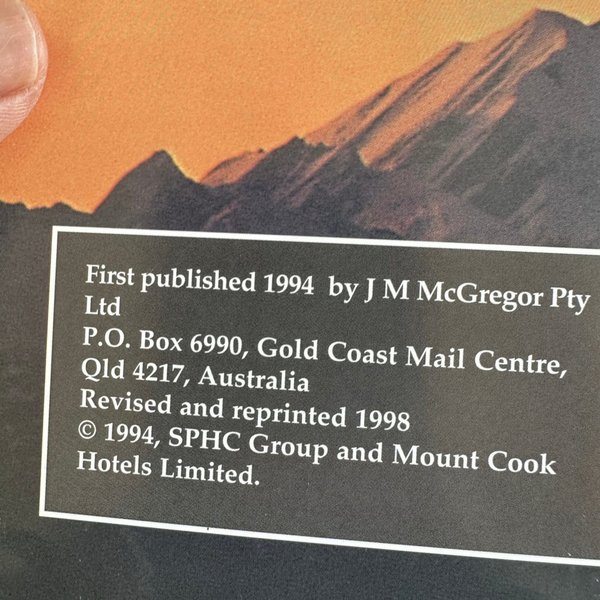 First published 1994 by J M McGregor Pty
Ltd
P.O. Box 6990, Gold Coast Mail Centre,
Qld 4217, Australia
Revised and reprinted 1998
© 1994, SPHC Group and Mount Cook
Hotels Limited.